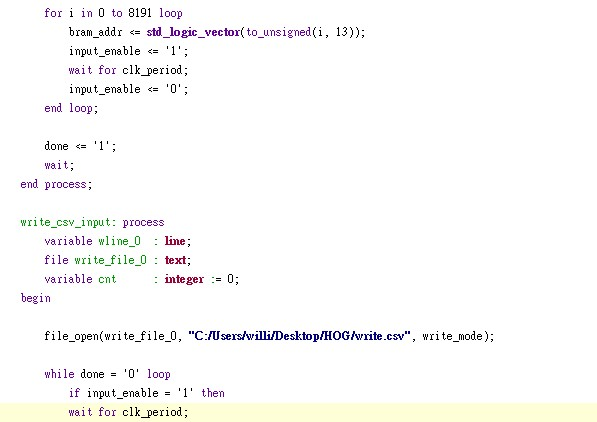 for i in 0 to 8191 loop
bram_addr <= std_logic_vector(to_unsigned(i, 13));
input_enable <= '1';
wait for clk_period;
input_enable <= '0';
end loop;
done <= '1';
wait;
end process;
write_csv_input: process
variable wline_0 : line;
file write_file_0 : text;
variable cnt : integer := 0;
begin
file_open(write_file_0, "C:/Users/willi/Desktop/HOG/write.csv", write_mode);
while done = '0' loop
if input_enable = '1' then
wait for clk_period;